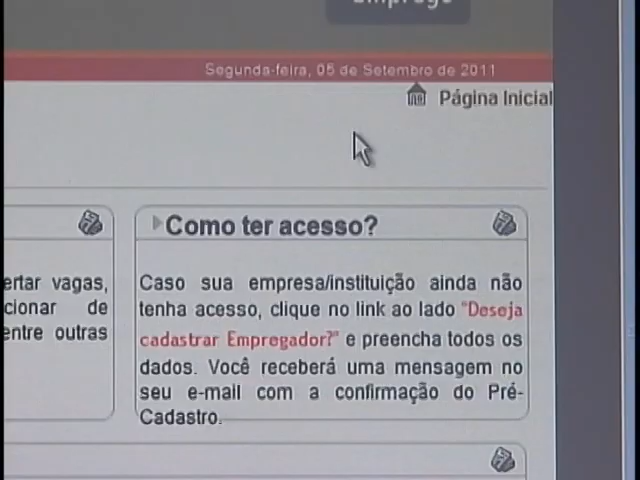 Emprego
Segunda-feira, 05 de Setembro de 2011
Página Inicial
ertar vagas,
cionar de
entre outras
Como ter acesso?
Caso sua empresa/instituição ainda não
tenha acesso, clique no link ao lado "Deseja
cadastrar Empregador?" e preencha todos os
dados. Você receberá uma mensagem no
seu e-mail com a confirmação do Pré-
Cadastro.